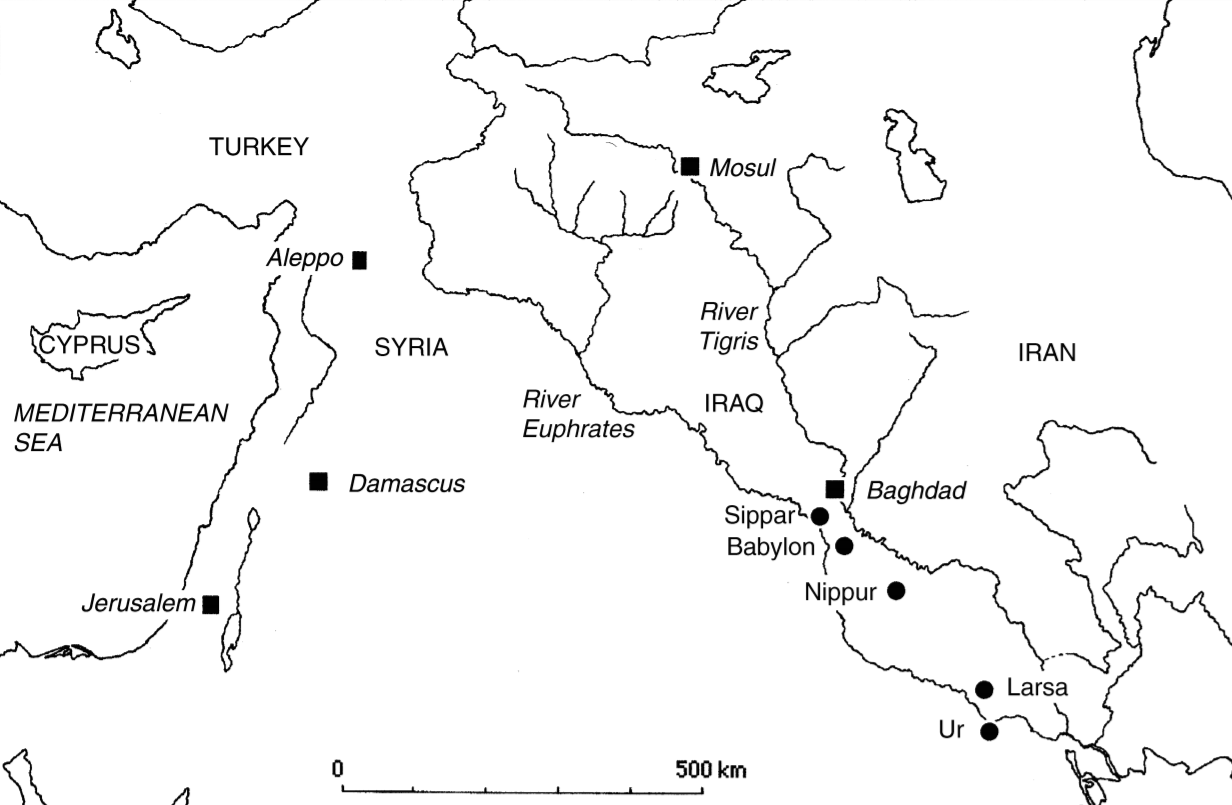 TURKEY
Mosul
Aleppo
CYPRUS
SYRIA
River
Tigris
IRAN
MEDITERRANEAN
SEA
River
Euphrates
IRAQ
Damascus
Baghdad
Sippar
Babylon
Nippur
Jerusalem
Larsa
Ur
0 500 km